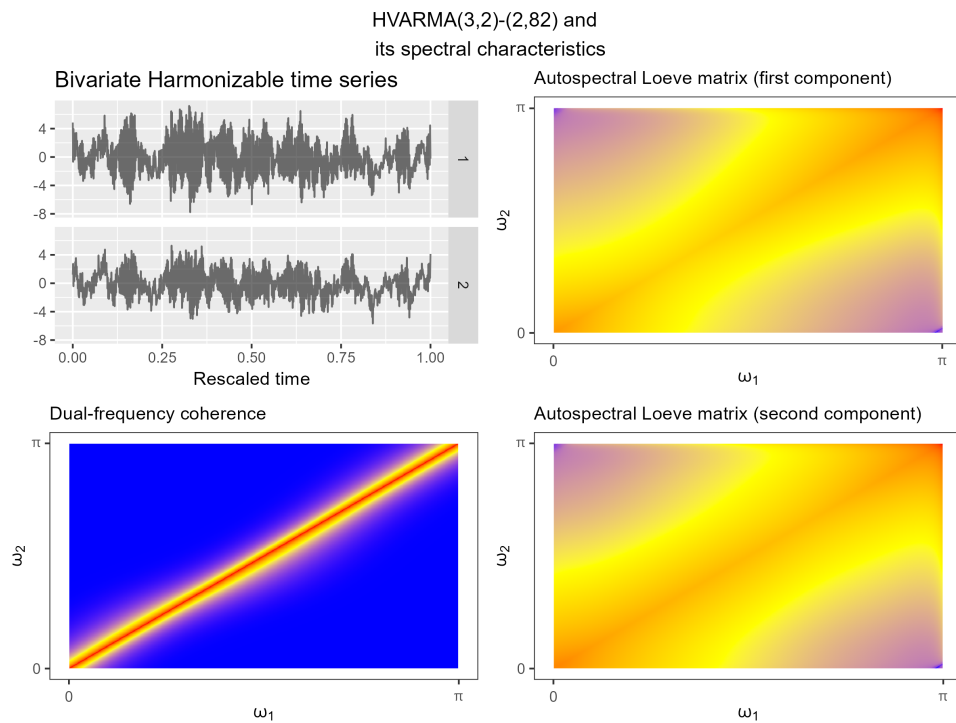 HVARMA(3,2)-(2,82) and
its spectral characteristics
Bivariate Harmonizable time series
4
0
-4
-8
1
4
0
-4
-8
2
0.00 0.25 0.50 0.75 1.00
Rescaled time
Autospectral Loeve matrix (first component)
π
ω₂
0
0 π
ω₁
Dual-frequency coherence
π
ω₂
0
0 π
ω₁
Autospectral Loeve matrix (second component)
π
ω₂
0
0 π
ω₁